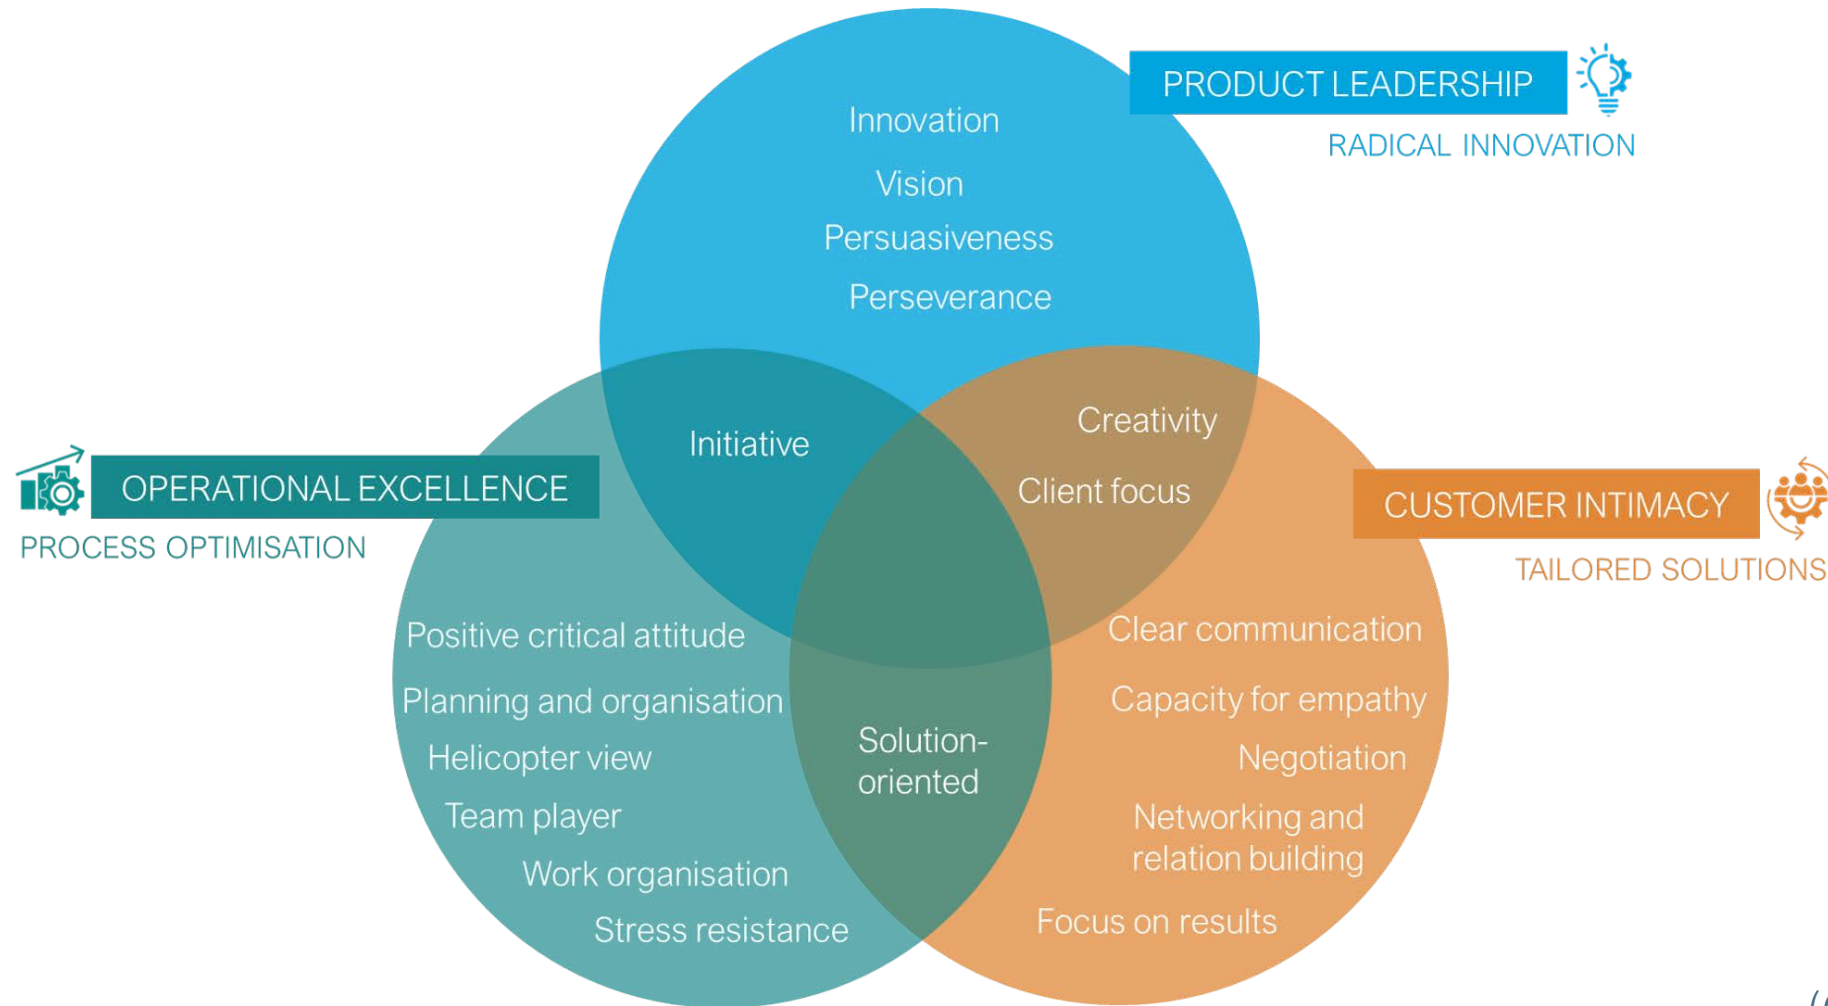 PRODUCT LEADERSHIP
RADICAL INNOVATION
Innovation
Vision
Persuasiveness
Perseverance
Initiative
Creativity
Client focus
OPERATIONAL EXCELLENCE
PROCESS OPTIMISATION
CUSTOMER INTIMACY
TAILORED SOLUTIONS
Positive critical attitude
Planning and organisation
Helicopter view
Team player
Work organisation
Stress resistance
Solution-
oriented
Clear communication
Capacity for empathy
Negotiation
Networking and
relation building
Focus on results